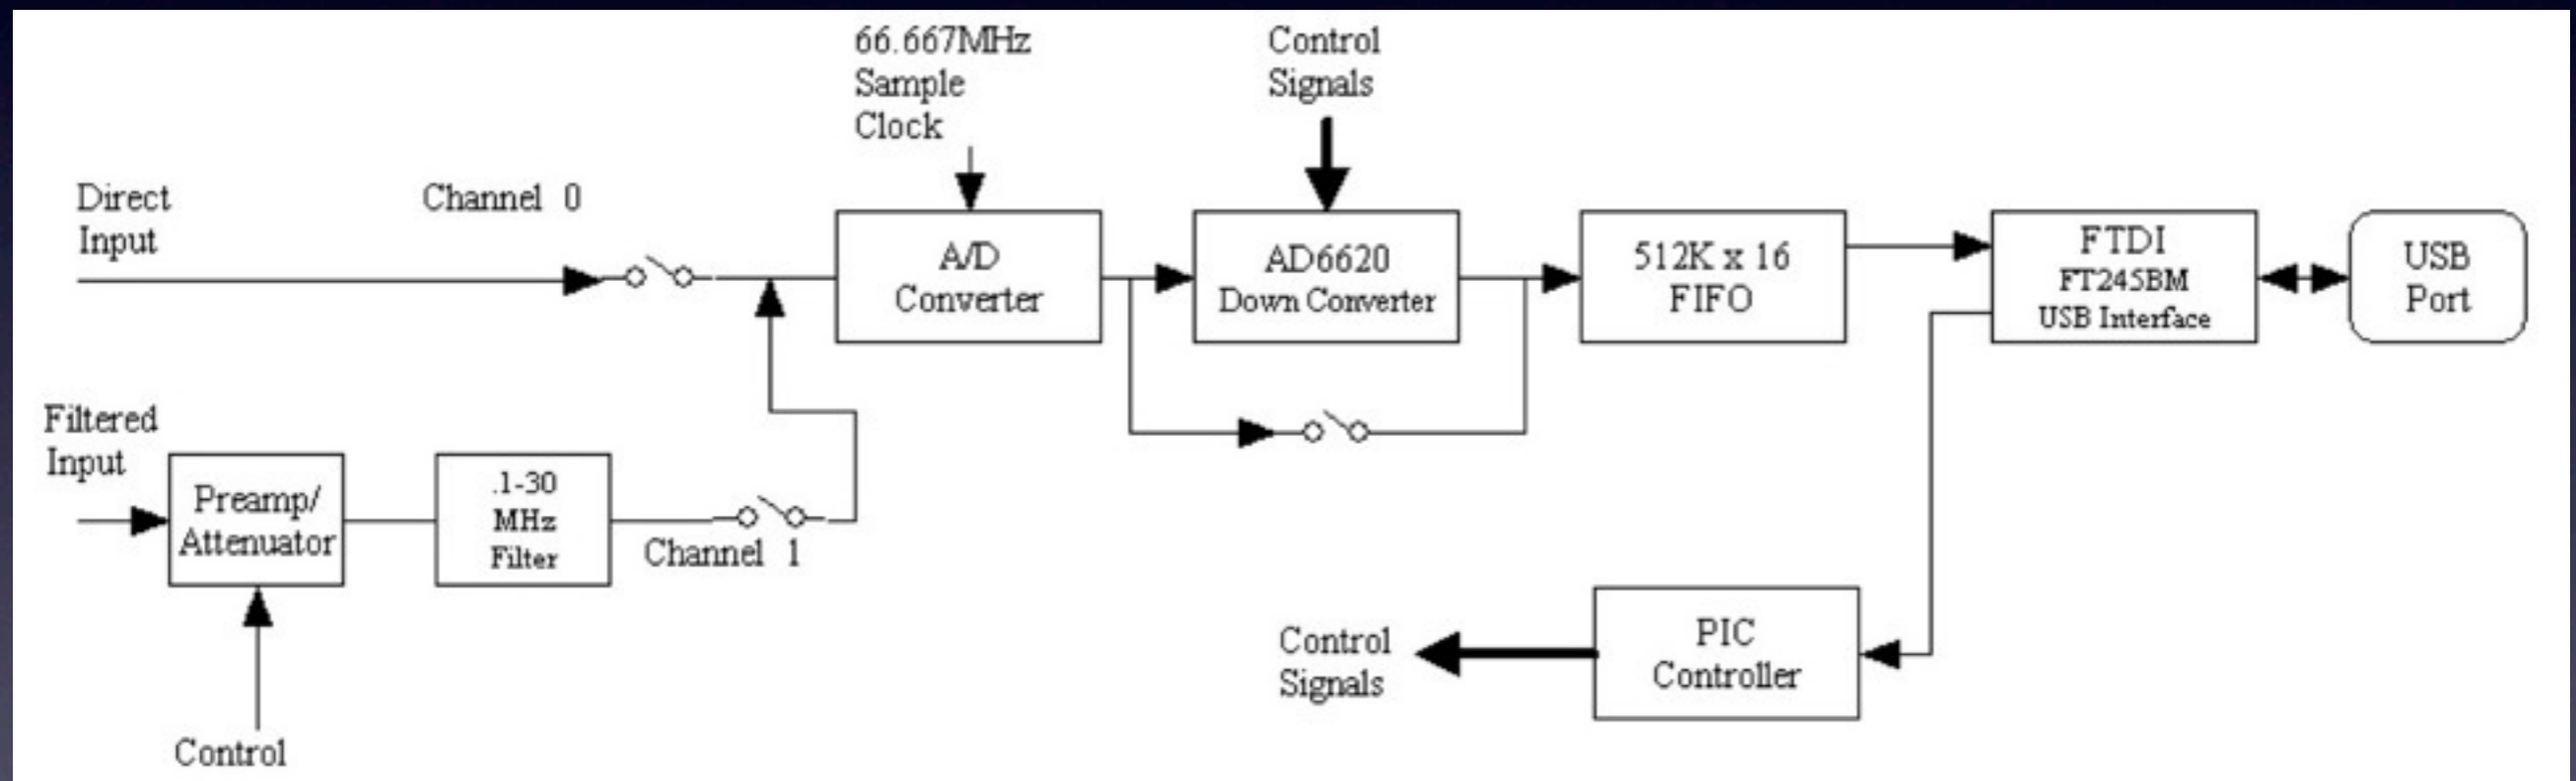 66.667MHz
Sample
Clock
Control
Signals
Direct
Input
Channel 0
A/D
Converter
AD6620
Down Converter
512K x 16
FIFO
FTDI
FT245BM
USB Interface
USB
Port
Filtered
Input
Preamp/
Attenuator
.1-30
MHz
Filter
Channel 1
Control
Control
Signals
PIC
Controller